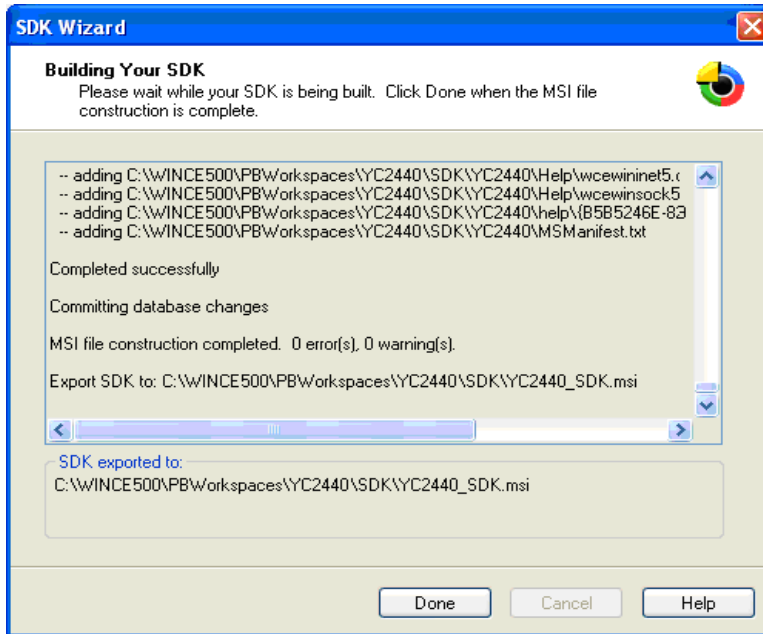 SDK Wizard
Building Your SDK
Please wait while your SDK is being built. Click Done when the MSI file
construction is complete.
-- adding C:\WINCE500\PBWorkspaces\YC2440\SDK\YC2440\Help\wcewininet5.c
-- adding C:\WINCE500\PBWorkspaces\YC2440\SDK\YC2440\Help\wcewinsock5
-- adding C:\WINCE500\PBWorkspaces\YC2440\SDK\YC2440\help\{B5B5246E-83
-- adding C:\WINCE500\PBWorkspaces\YC2440\SDK\YC2440\MSManifest.txt
Completed successfully
Committing database changes
MSI file construction completed. 0 error(s), 0 warning(s).
Export SDK to: C:\WINCE500\PBWorkspaces\YC2440\SDK\YC2440_SDK.msi
SDK exported to:
C:\WINCE500\PBWorkspaces\YC2440\SDK\YC2440_SDK.msi
Done
Cancel
Help